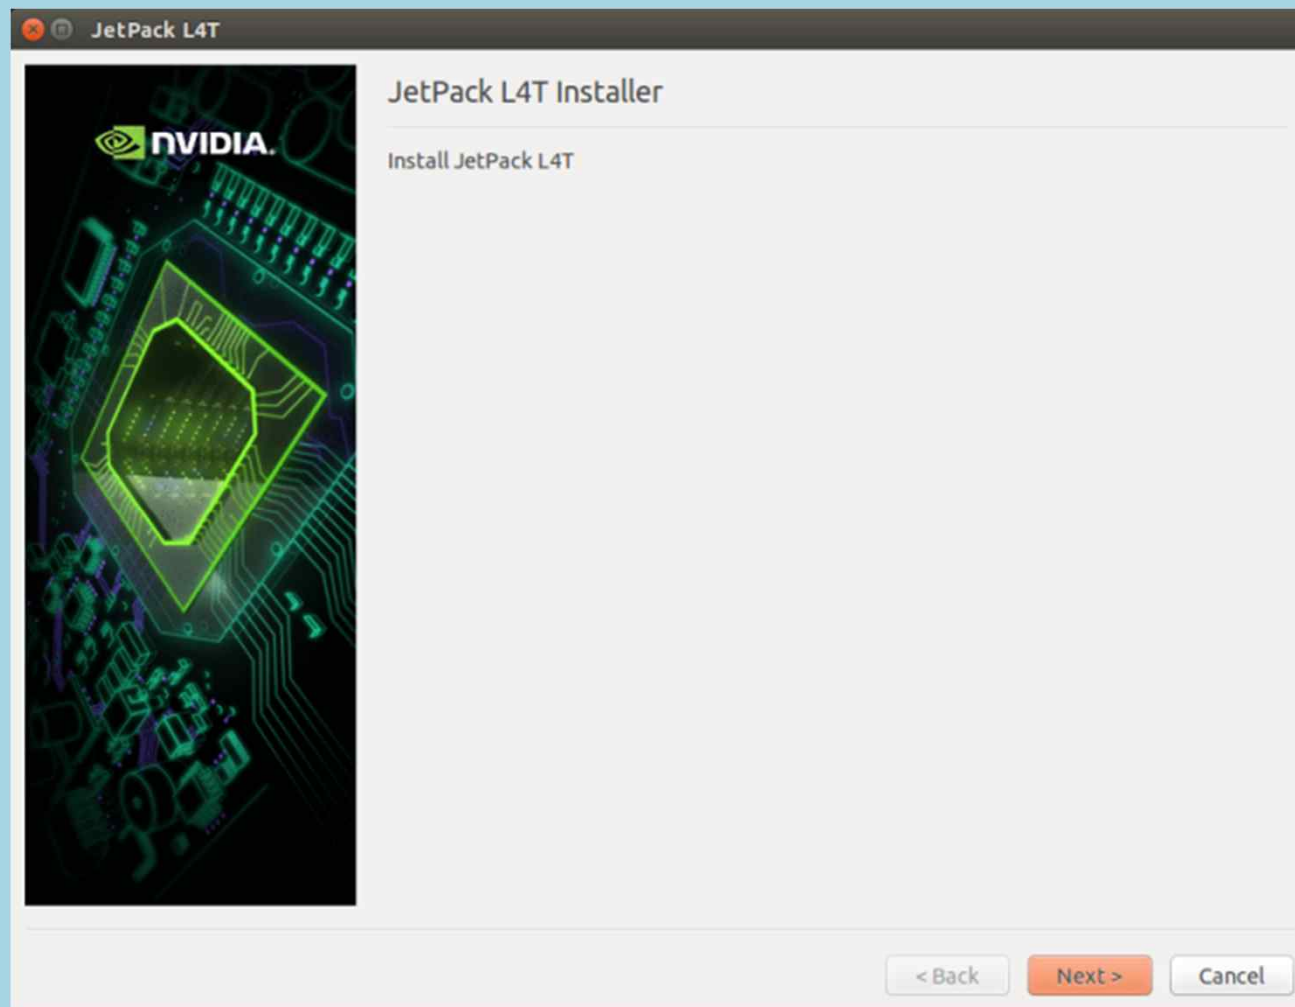 JetPack L4T
JetPack L4T Installer
NVIDIA.
Install JetPack L4T
< Back
Next >
Cancel